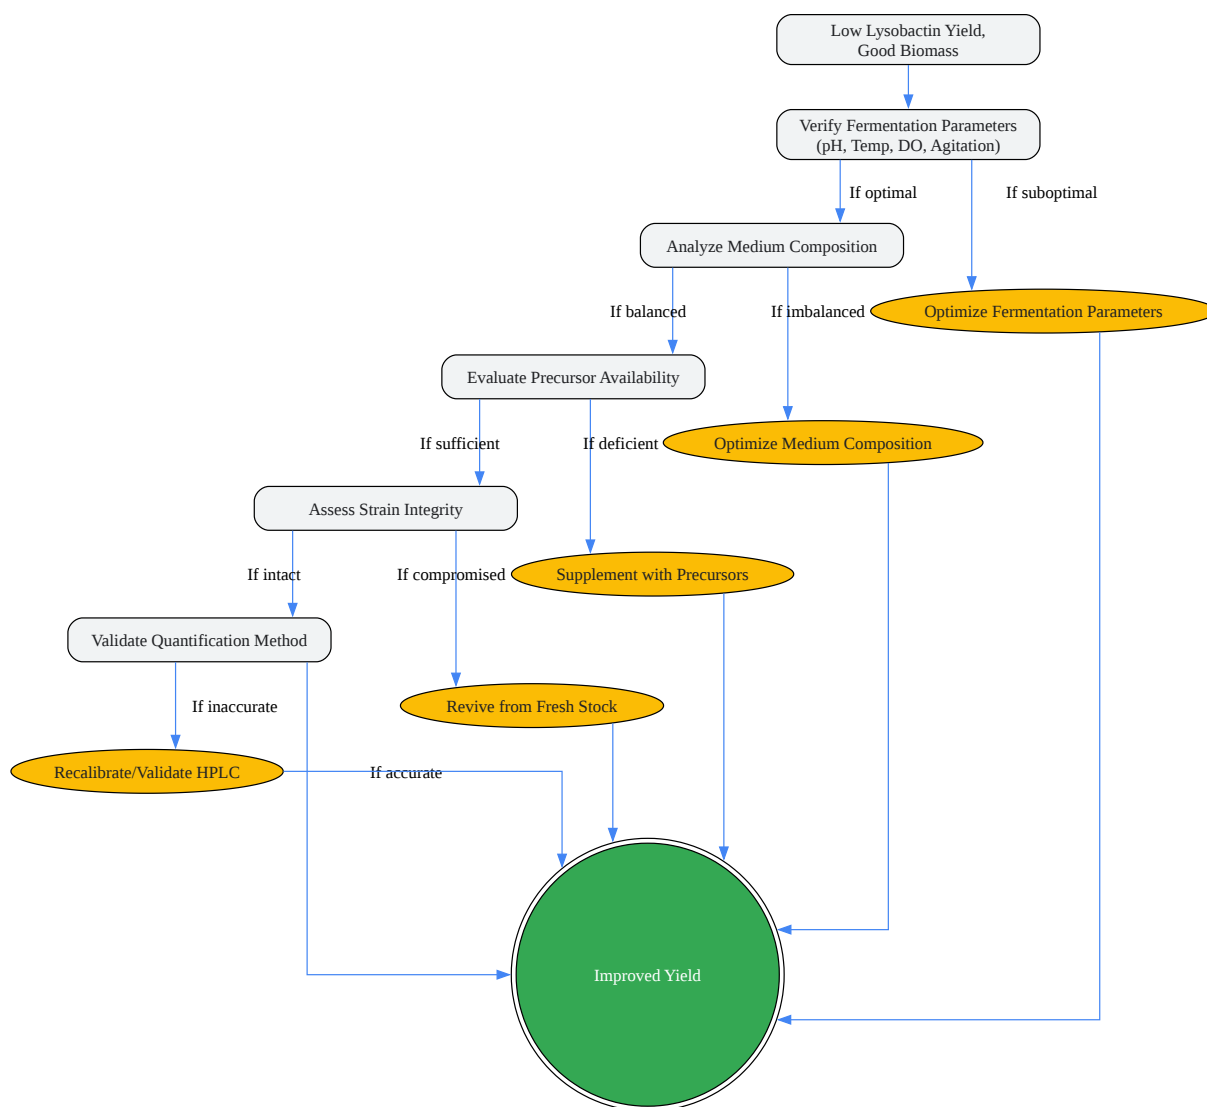 Low Lysobactin Yield,
Good Biomass
Verify Fermentation Parameters
(pH, Temp, DO, Agitation)
If optimal
If suboptimal
Analyze Medium Composition
If balanced
If imbalanced
Optimize Fermentation Parameters
Evaluate Precursor Availability
If sufficient
If deficient
Optimize Medium Composition
Assess Strain Integrity
If intact
If compromised
Supplement with Precursors
Validate Quantification Method
If inaccurate
Revive from Fresh Stock
Recalibrate/Validate HPLC
If accurate
Improved Yield